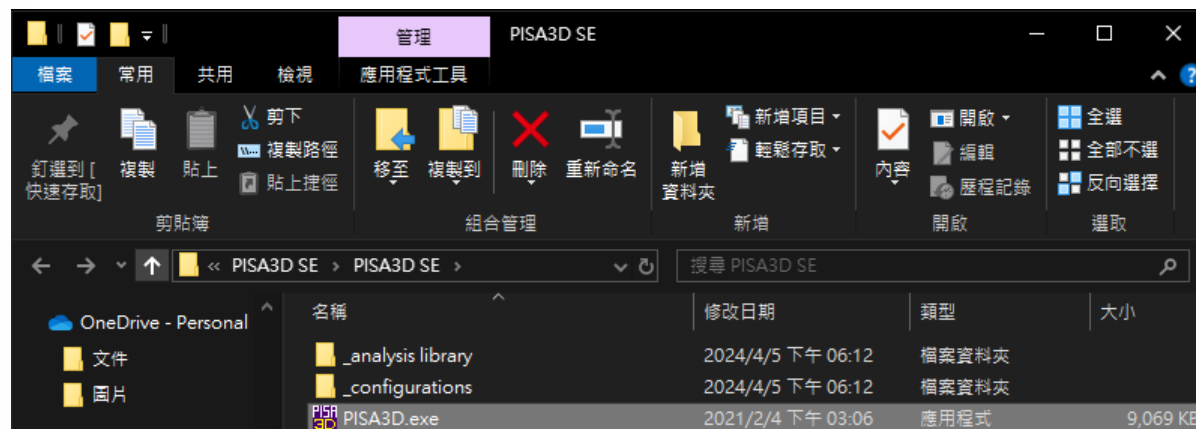 管理
PISA3D SE
檔案
常用
共用
檢視
應用程式工具
?
釘選到 [
快速存取]
複製
貼上
剪下
複製路徑
貼上捷徑
剪貼簿
移至
複製到
刪除
重新命名
組合管理
新增
資料夾
新增項目
輕鬆存取
新增
內容
開啟
編輯
歷程記錄
開啟
全選
全部不選
反向選擇
選取
« PISA3D SE › PISA3D SE ›
搜尋 PISA3D SE
OneDrive - Personal
文件
圖片
名稱 修改日期 類型 大小
_analysis library 2024/4/5 下午 06:12 檔案資料夾
_configurations 2024/4/5 下午 06:12 檔案資料夾
PISA3D.exe 2021/2/4 下午 03:06 應用程式 9,069 KB